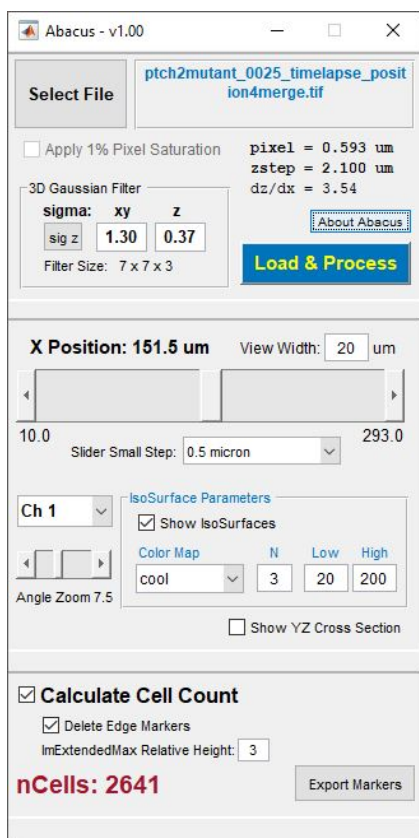 Abacus - v1.00
Select File
ptch2mutant_0025_timelapse_posit
ion4merge.tif
Apply 1% Pixel Saturation
pixel = 0.593 um
zstep = 2.100 um
dz/dx = 3.54
3D Gaussian Filter
sigma: xy z
sig z 1.30 0.37
Filter Size: 7 x 7 x 3
About Abacus
Load & Process
X Position: 151.5 um
View Width: 20 um
10.0 293.0
Slider Small Step: 0.5 micron
Ch 1
Angle Zoom 7.5
IsoSurface Parameters
Show IsoSurfaces
Color Map N Low High
cool 3 20 200
Show YZ Cross Section
Calculate Cell Count
Delete Edge Markers
ImExtendedMax Relative Height: 3
nCells: 2641
Export Markers